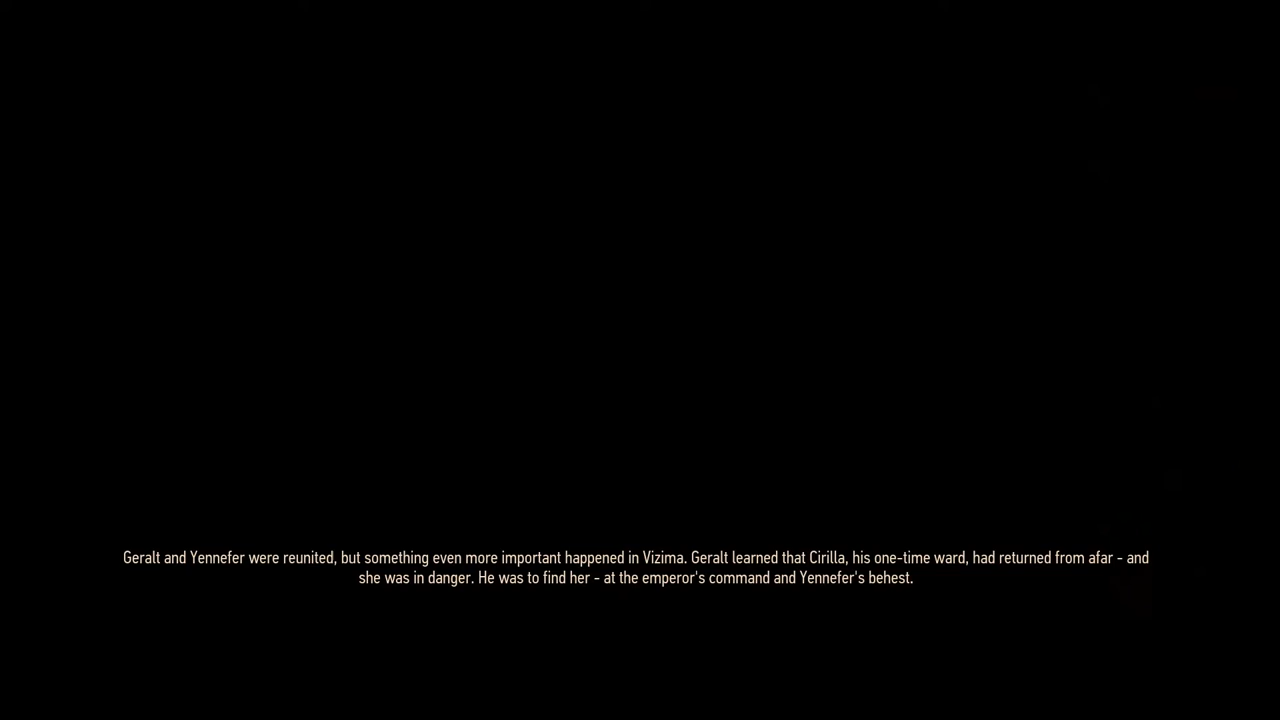 Geralt and Yennefer were reunited, but something even more important happened in Vizima. Geralt learned that Cirilla, his one-time ward, had returned from afar - and
she was in danger. He was to find her - at the emperor's command and Yennefer's behest.